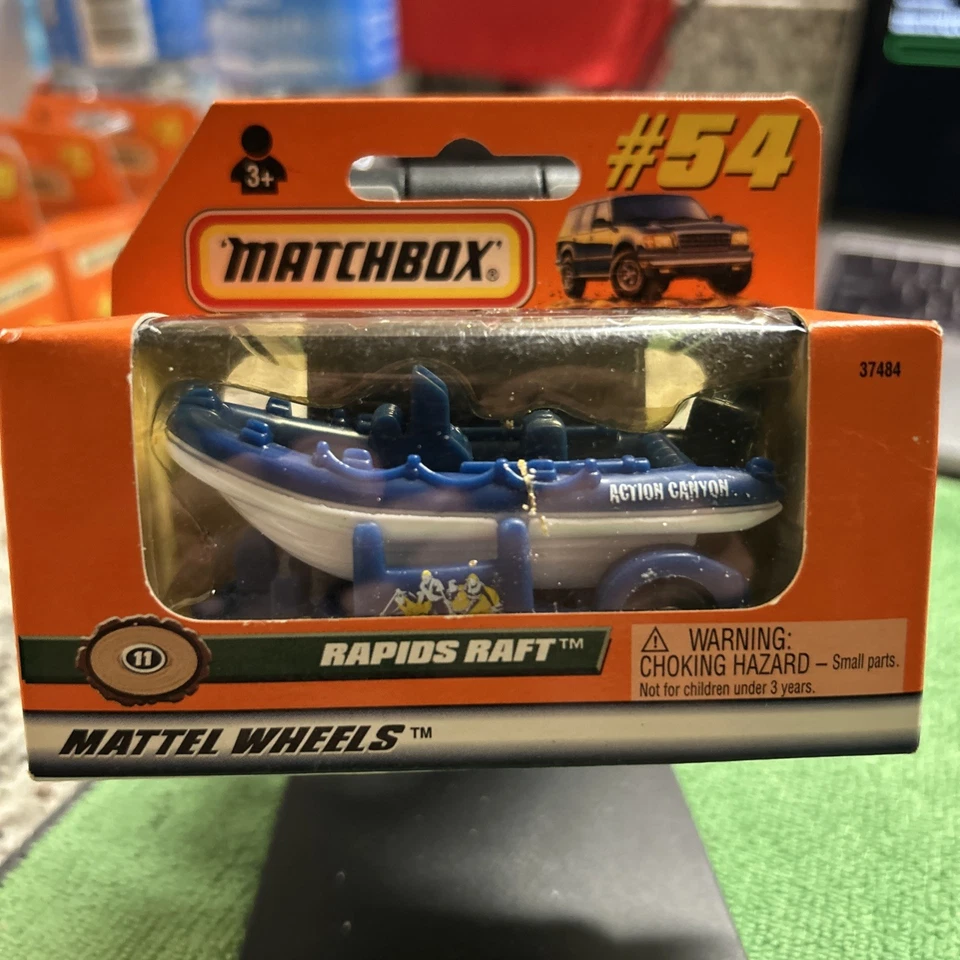 3+
#54
'MATCHBOX'®
37484
ACTION CANYON
11
RAPIDS RAFT™
⚠ WARNING:
CHOKING HAZARD – Small parts.
Not for children under 3 years.
MATTEL WHEELS™